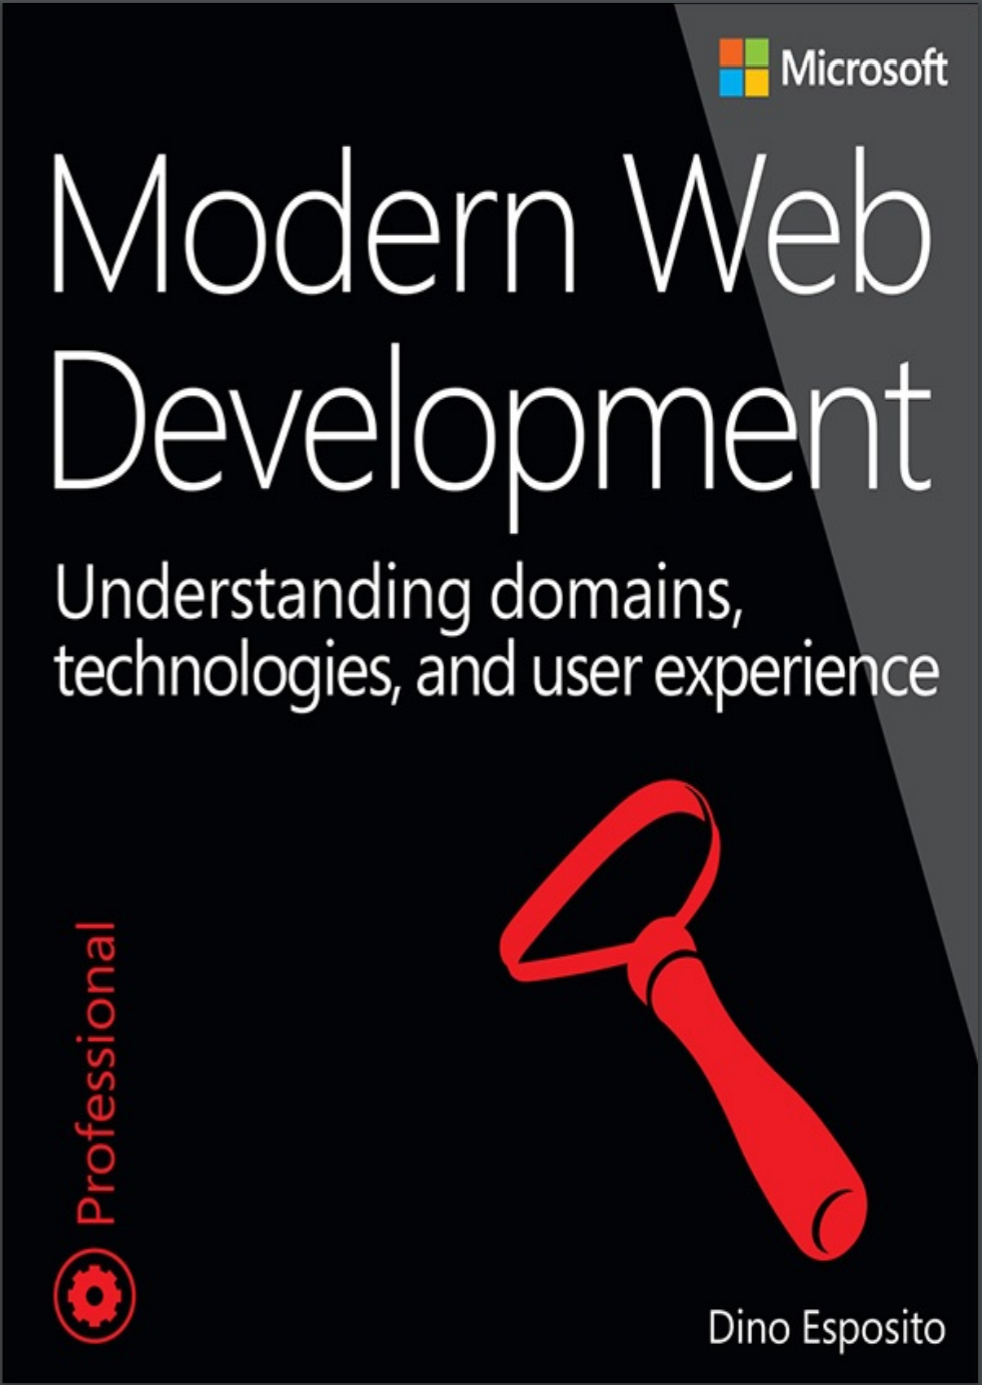 Microsoft
Modern Web
Development
Understanding domains,
technologies, and user experience
Professional
Dino Esposito